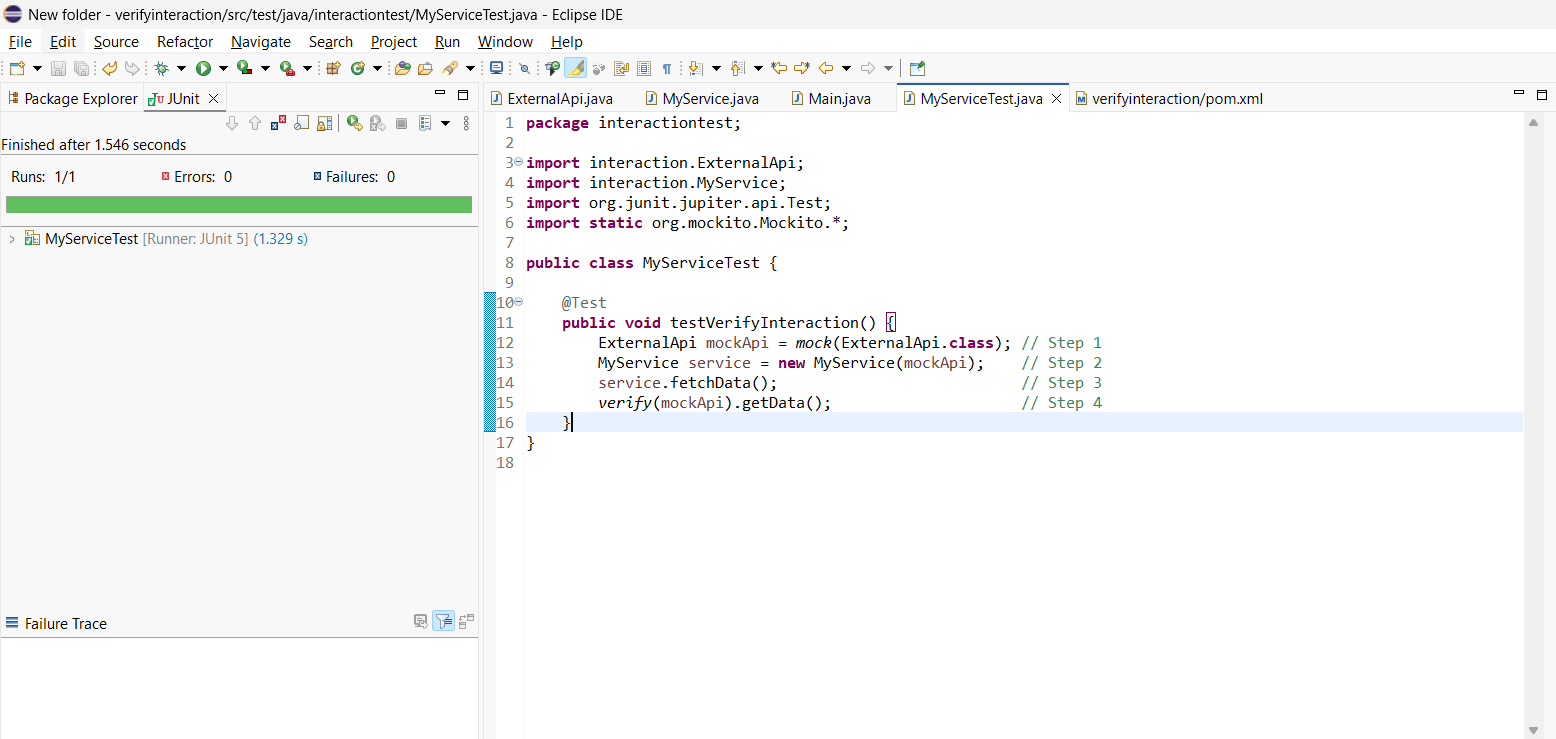 New folder - verifyinteraction/src/test/java/interactiontest/MyServiceTest.java - Eclipse IDE
File Edit Source Refactor Navigate Search Project Run Window Help
Package Explorer JUnit
Finished after 1.546 seconds
Runs: 1/1 Errors: 0 Failures: 0
MyServiceTest [Runner: JUnit 5] (1.329 s)
Failure Trace
ExternalApi.java MyService.java Main.java MyServiceTest.java verifyinteraction/pom.xml
1 package interactiontest;
2
3 import interaction.ExternalApi;
4 import interaction.MyService;
5 import org.junit.jupiter.api.Test;
6 import static org.mockito.Mockito.*;
7
8 public class MyServiceTest {
9
10 @Test
11 public void testVerifyInteraction() {
12 ExternalApi mockApi = mock(ExternalApi.class); // Step 1
13 MyService service = new MyService(mockApi); // Step 2
14 service.fetchData(); // Step 3
15 verify(mockApi).getData(); // Step 4
16 }
17 }
18